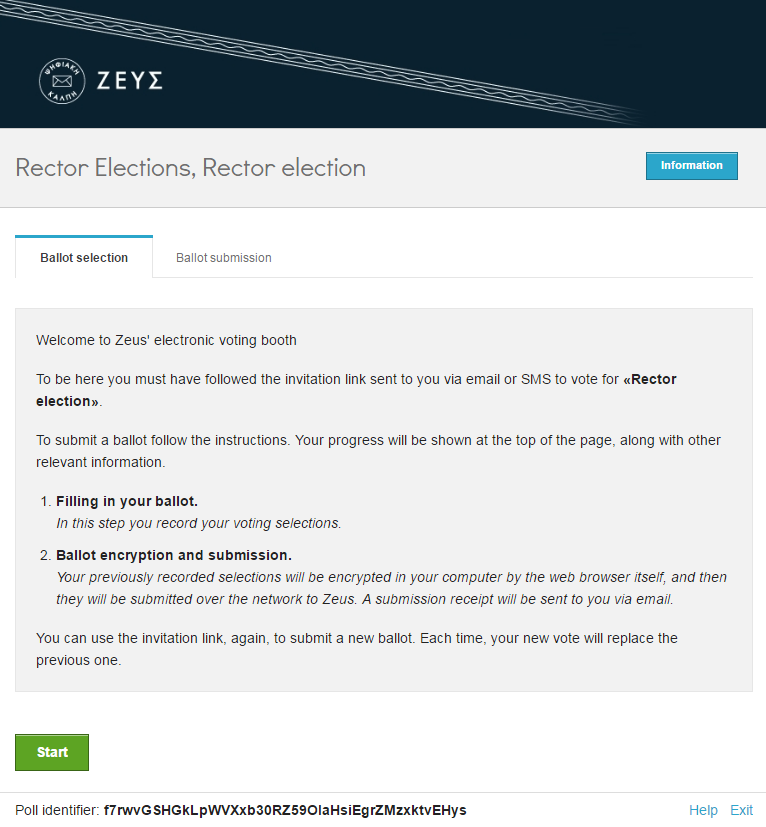 ΨΗΦΙΑΚΗ
ΚΑΛΠΗ
ΖΕΥΣ
Rector Elections, Rector election
Information
Ballot selection
Ballot submission
Welcome to Zeus' electronic voting booth
To be here you must have followed the invitation link sent to you via email or SMS to vote for «Rector
election».
To submit a ballot follow the instructions. Your progress will be shown at the top of the page, along with other
relevant information.
1. Filling in your ballot.
In this step you record your voting selections.
2. Ballot encryption and submission.
Your previously recorded selections will be encrypted in your computer by the web browser itself, and then
they will be submitted over the network to Zeus. A submission receipt will be sent to you via email.
You can use the invitation link, again, to submit a new ballot. Each time, your new vote will replace the
previous one.
Start
Poll identifier: f7rwvGSHGkLpWVXxb30RZ59OlaHsiEgrZMzxktvEHys
Help Exit